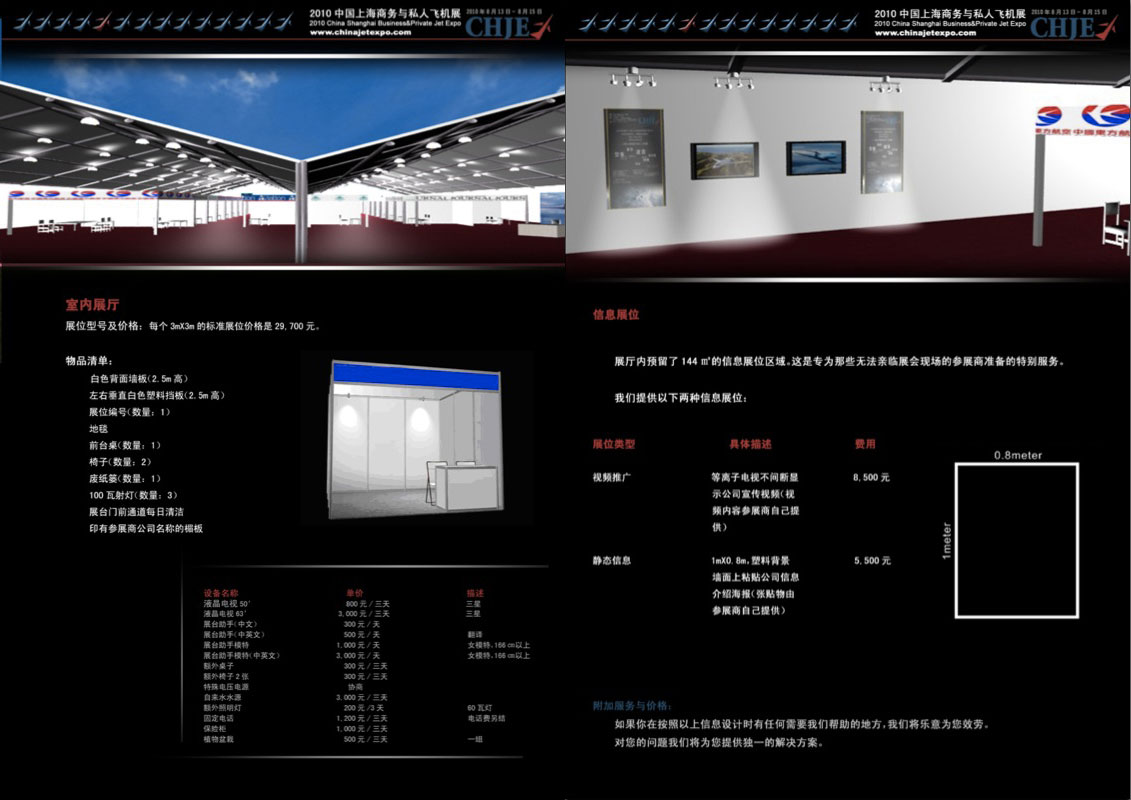 2010 中国上海商务与私人飞机展
2010 China Shanghai Business&Private Jet Expo
www.chinajetexpo.com
2010 年 8 月 13 日 - 8 月 15 日
CHJE
室内展厅
展位型号及价格：每个 3mX3m 的标准展位价格是 29,700 元。
物品清单：
白色背面墙板（2.5m 高）
左右垂直白色塑料挡板（2.5m 高）
展位编号（数量：1）
地毯
前台桌（数量：1）
椅子（数量：2）
废纸篓（数量：1）
100 瓦射灯（数量：3）
展台门前通道每日清洁
印有参展商公司名称的楣板
设备名称 单价 描述
液晶电视 50' 800 元／三天 三星
液晶电视 63' 3,000 元／三天 三星
展台助手（中文） 300 元／天
展台助手（中英文） 500 元／天 翻译
展台助手模特 1,000 元／天 女模特，166 cm以上
展台助手模特（中英文） 3,000 元／天 女模特，166 cm以上
额外桌子 300 元／三天
额外椅子 2 张 300 元／三天
特殊电压电源 协商
自来水水源 3,000 元／三天
额外照明灯 200 元 /3 天 60 瓦灯
固定电话 1,200 元／三天 电话费另结
保险柜 1,000 元／三天
植物盆栽 500 元／三天 一组
2010 中国上海商务与私人飞机展
2010 China Shanghai Business&Private Jet Expo
www.chinajetexpo.com
2010 年 8 月 13 日 - 8 月 15 日
CHJE
信息展位
展厅内预留了 144 ㎡的信息展位区域。这是专为那些无法亲临展会现场的参展商准备的特别服务。
我们提供以下两种信息展位：
展位类型 具体描述 费用
视频推广 等离子电视不间断显 8,500 元
示公司宣传视频（视
频内容参展商自己提
供）
静态信息 1mX0.8m，塑料背景 5,500 元
墙面上粘贴公司信息
介绍海报（张贴物由
参展商自己提供）
0.8meter
1meter
附加服务与价格：
如果你在按照以上信息设计时有任何需要我们帮助的地方，我们将乐意为您效劳。
对您的问题我们将为您提供独一的解决方案。